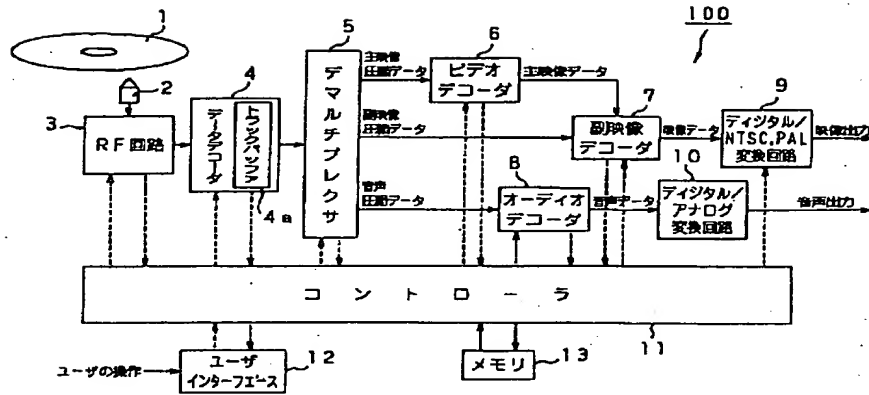 100
1
2
3
RF回路
4
データデコーダ
トラックバッファ
4a
5
デマルチプレクサ
主映像
圧縮データ
副映像
圧縮データ
音声
圧縮データ
6
ビデオ
デコーダ
主映像データ
7
副映像
デコーダ
映像データ
8
オーディオ
デコーダ
音声データ
9
ディジタル/
NTSC,PAL
変換回路
映像出力
10
ディジタル/
アナログ
変換回路
音声出力
コントローラ
11
ユーザの操作
ユーザ
インターフェース
12
メモリ
13